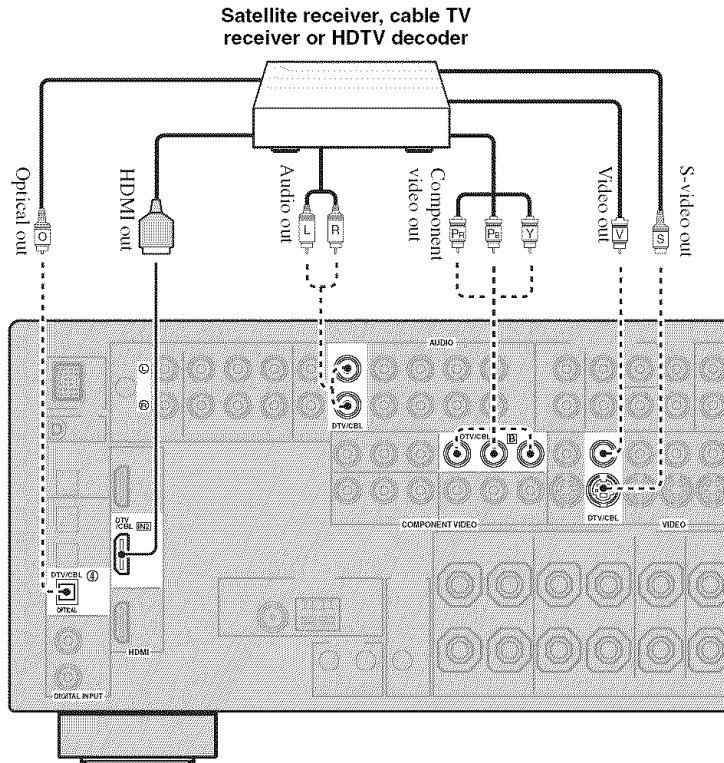 Satellite receiver, cable TV
receiver or HDTV decoder
Optical out
HDMI out
Audio out
Component
video out
Video out
S-video out
O
L
R
PR
PB
Y
V
S
AUDIO
L
R
DTV/CBL
DTV/CBL B
DTV
/CBL IN2
COMPONENT VIDEO
DTV/CBL
VIDEO
DTV/CBL ④
OPTICAL
HDMI
DIGITAL INPUT